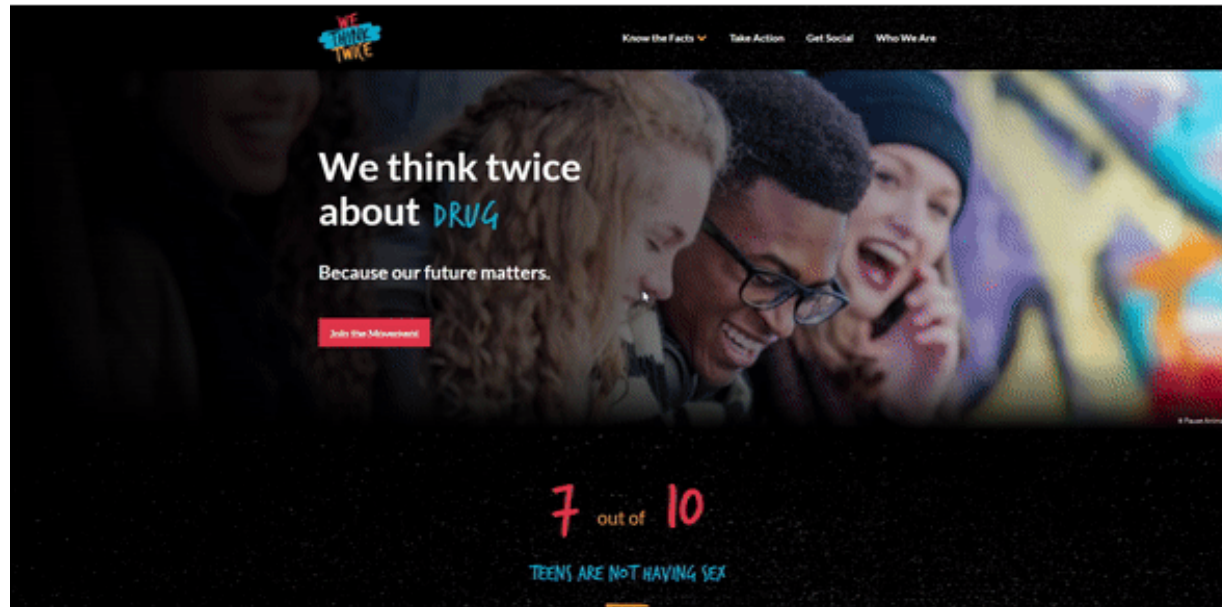 WE
THINK
TWICE
Know the Facts Take Action Get Social Who We Are
We think twice
about DRUG
Because our future matters.
Join the Movement
7 out of 10
TEENS ARE NOT HAVING SEX